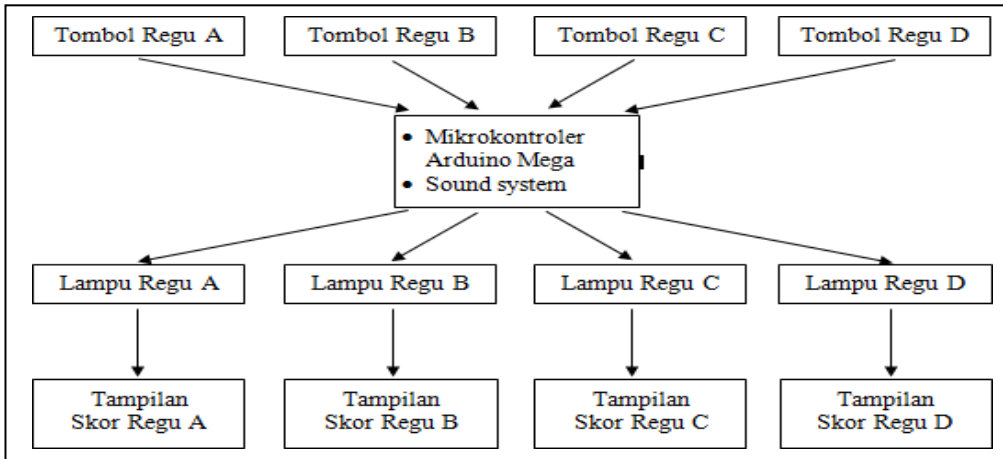 Tombol Regu A
Tombol Regu B
Tombol Regu C
Tombol Regu D
• Mikrokontroler
Arduino Mega
• Sound system
Lampu Regu A
Lampu Regu B
Lampu Regu C
Lampu Regu D
Tampilan
Skor Regu A
Tampilan
Skor Regu B
Tampilan
Skor Regu C
Tampilan
Skor Regu D